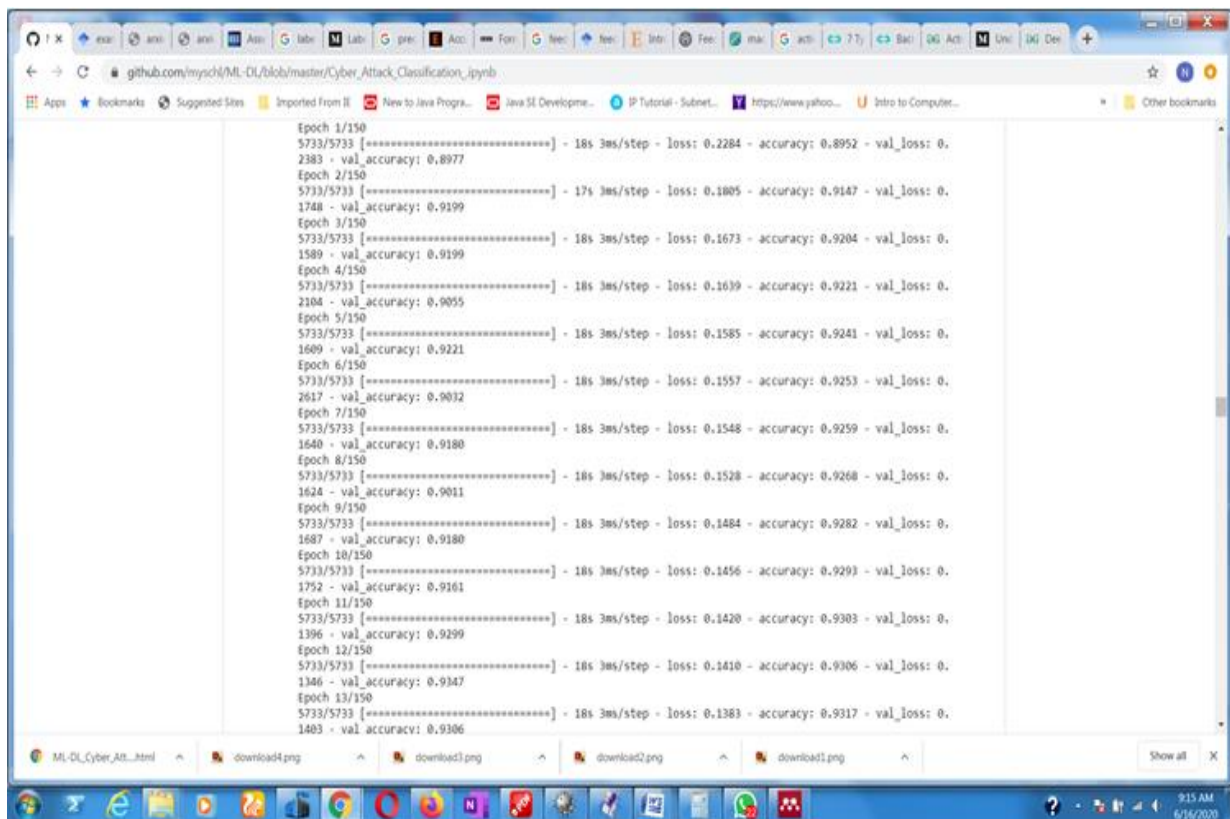 github.com/myschl/ML-DL/blob/master/Cyber_Attack_Classification_.ipynb
Apps Bookmarks Suggested Sites Imported From IE New to Java Progra... Java SE Developme... IP Tutorial - Subnet... https://www.yahoo... Intro to Computer... » Other bookmarks
Epoch 1/150
5733/5733 [==============================] - 18s 3ms/step - loss: 0.2284 - accuracy: 0.8952 - val_loss: 0.
2383 - val_accuracy: 0.8977
Epoch 2/150
5733/5733 [==============================] - 17s 3ms/step - loss: 0.1805 - accuracy: 0.9147 - val_loss: 0.
1748 - val_accuracy: 0.9199
Epoch 3/150
5733/5733 [==============================] - 18s 3ms/step - loss: 0.1673 - accuracy: 0.9204 - val_loss: 0.
1589 - val_accuracy: 0.9199
Epoch 4/150
5733/5733 [==============================] - 18s 3ms/step - loss: 0.1639 - accuracy: 0.9221 - val_loss: 0.
2104 - val_accuracy: 0.9055
Epoch 5/150
5733/5733 [==============================] - 18s 3ms/step - loss: 0.1585 - accuracy: 0.9241 - val_loss: 0.
1609 - val_accuracy: 0.9221
Epoch 6/150
5733/5733 [==============================] - 18s 3ms/step - loss: 0.1557 - accuracy: 0.9253 - val_loss: 0.
2617 - val_accuracy: 0.9032
Epoch 7/150
5733/5733 [==============================] - 18s 3ms/step - loss: 0.1548 - accuracy: 0.9259 - val_loss: 0.
1640 - val_accuracy: 0.9180
Epoch 8/150
5733/5733 [==============================] - 18s 3ms/step - loss: 0.1528 - accuracy: 0.9268 - val_loss: 0.
1624 - val_accuracy: 0.9011
Epoch 9/150
5733/5733 [==============================] - 18s 3ms/step - loss: 0.1484 - accuracy: 0.9282 - val_loss: 0.
1687 - val_accuracy: 0.9180
Epoch 10/150
5733/5733 [==============================] - 18s 3ms/step - loss: 0.1456 - accuracy: 0.9293 - val_loss: 0.
1752 - val_accuracy: 0.9161
Epoch 11/150
5733/5733 [==============================] - 18s 3ms/step - loss: 0.1420 - accuracy: 0.9303 - val_loss: 0.
1396 - val_accuracy: 0.9299
Epoch 12/150
5733/5733 [==============================] - 18s 3ms/step - loss: 0.1410 - accuracy: 0.9306 - val_loss: 0.
1346 - val_accuracy: 0.9347
Epoch 13/150
5733/5733 [==============================] - 18s 3ms/step - loss: 0.1383 - accuracy: 0.9317 - val_loss: 0.
1403 - val_accuracy: 0.9306
ML-DL_Cyber_Att....html download4.png download3.png download2.png download1.png Show all
9:15 AM
6/16/2020